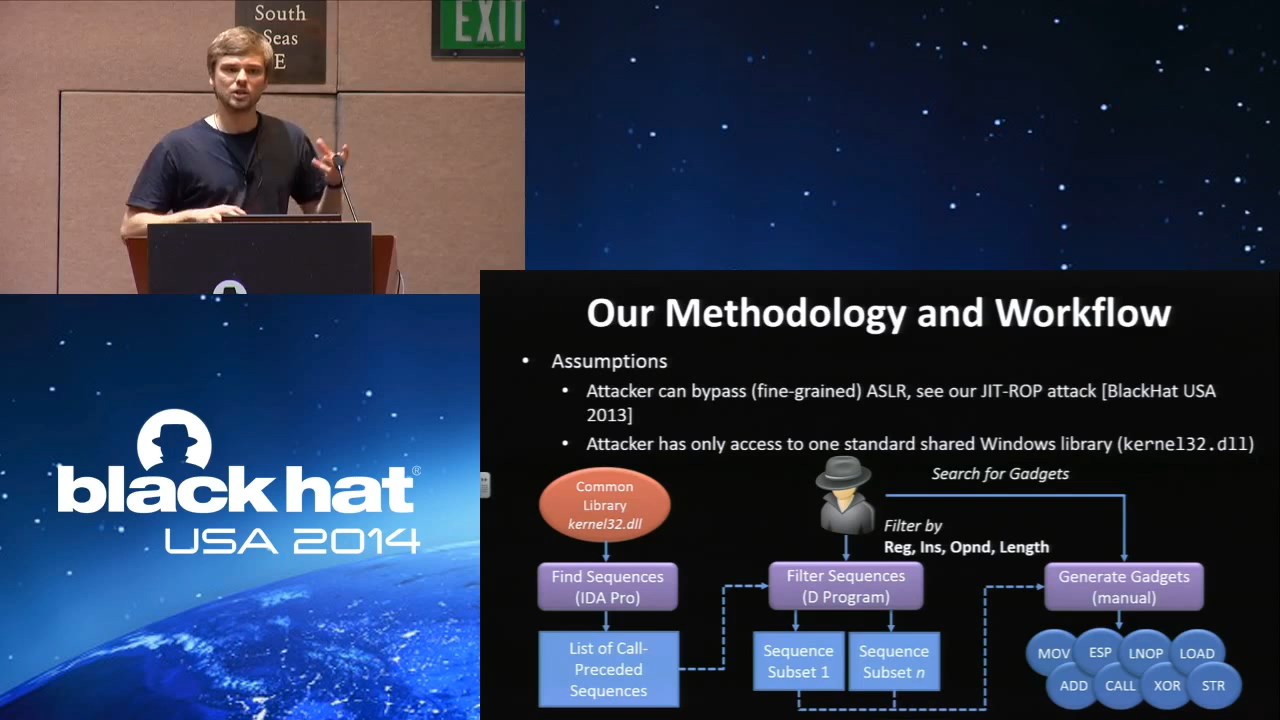 South
Seas
E
EXIT
black hat®
USA 2014
Our Methodology and Workflow
• Assumptions
• Attacker can bypass (fine-grained) ASLR, see our JIT-ROP attack [BlackHat USA
2013]
• Attacker has only access to one standard shared Windows library (kernel32.dll)
Search for Gadgets
Common
Library
kernel32.dll
Filter by
Reg, Ins, Opnd, Length
Find Sequences
(IDA Pro)
Filter Sequences
(D Program)
Generate Gadgets
(manual)
List of Call-
Preceded
Sequences
Sequence
Subset 1
Sequence
Subset n
MOV
ESP
LNOP
LOAD
ADD
CALL
XOR
STR